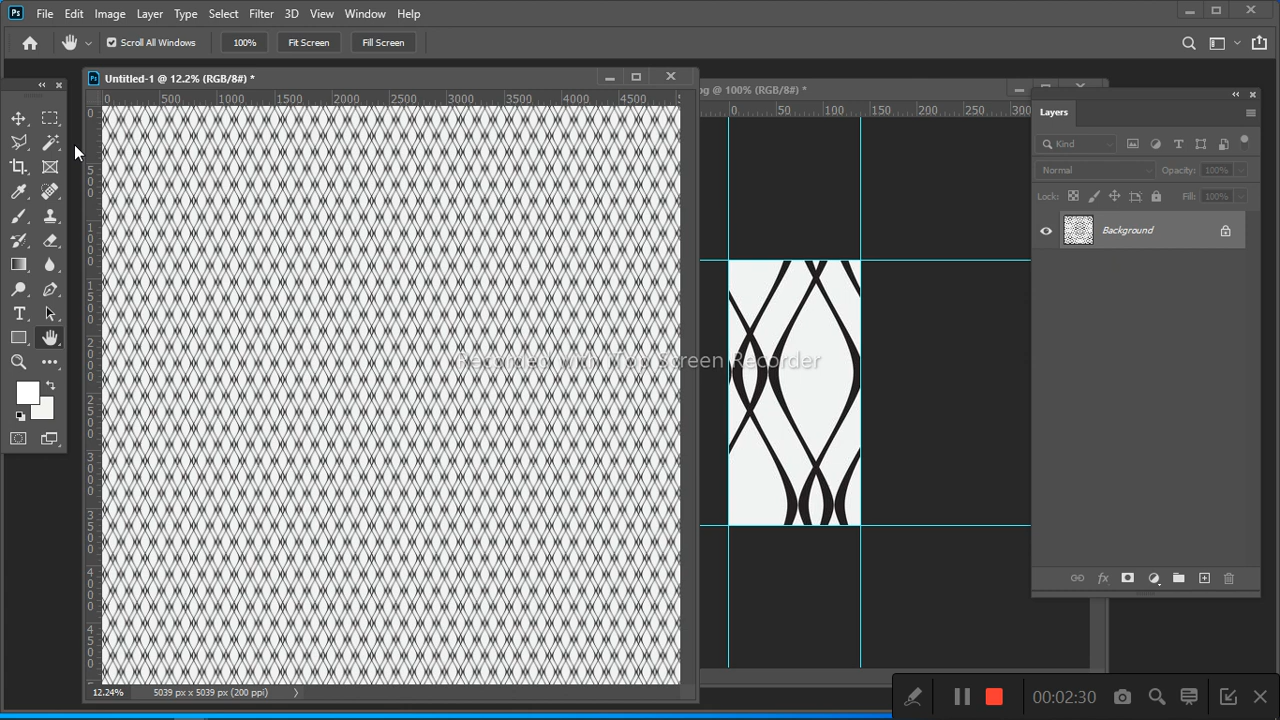 Ps File Edit Image Layer Type Select Filter 3D View Window Help
Scroll All Windows 100% Fit Screen Fill Screen
Ps Untitled-1 @ 12.2% (RGB/8#) *
og @ 100% (RGB/8#) *
0 500 1000 1500 2000 2500 3000 3500 4000 4500
0 50 100 150 200 250 300
0
500
1000
1500
2000
2500
3000
3500
4000
4500
Layers
Kind
Normal Opacity: 100%
Lock: Fill: 100%
Background
fx
Recorded with iTop Screen Recorder
12.24% 5039 px x 5039 px (200 ppi)
00:02:30